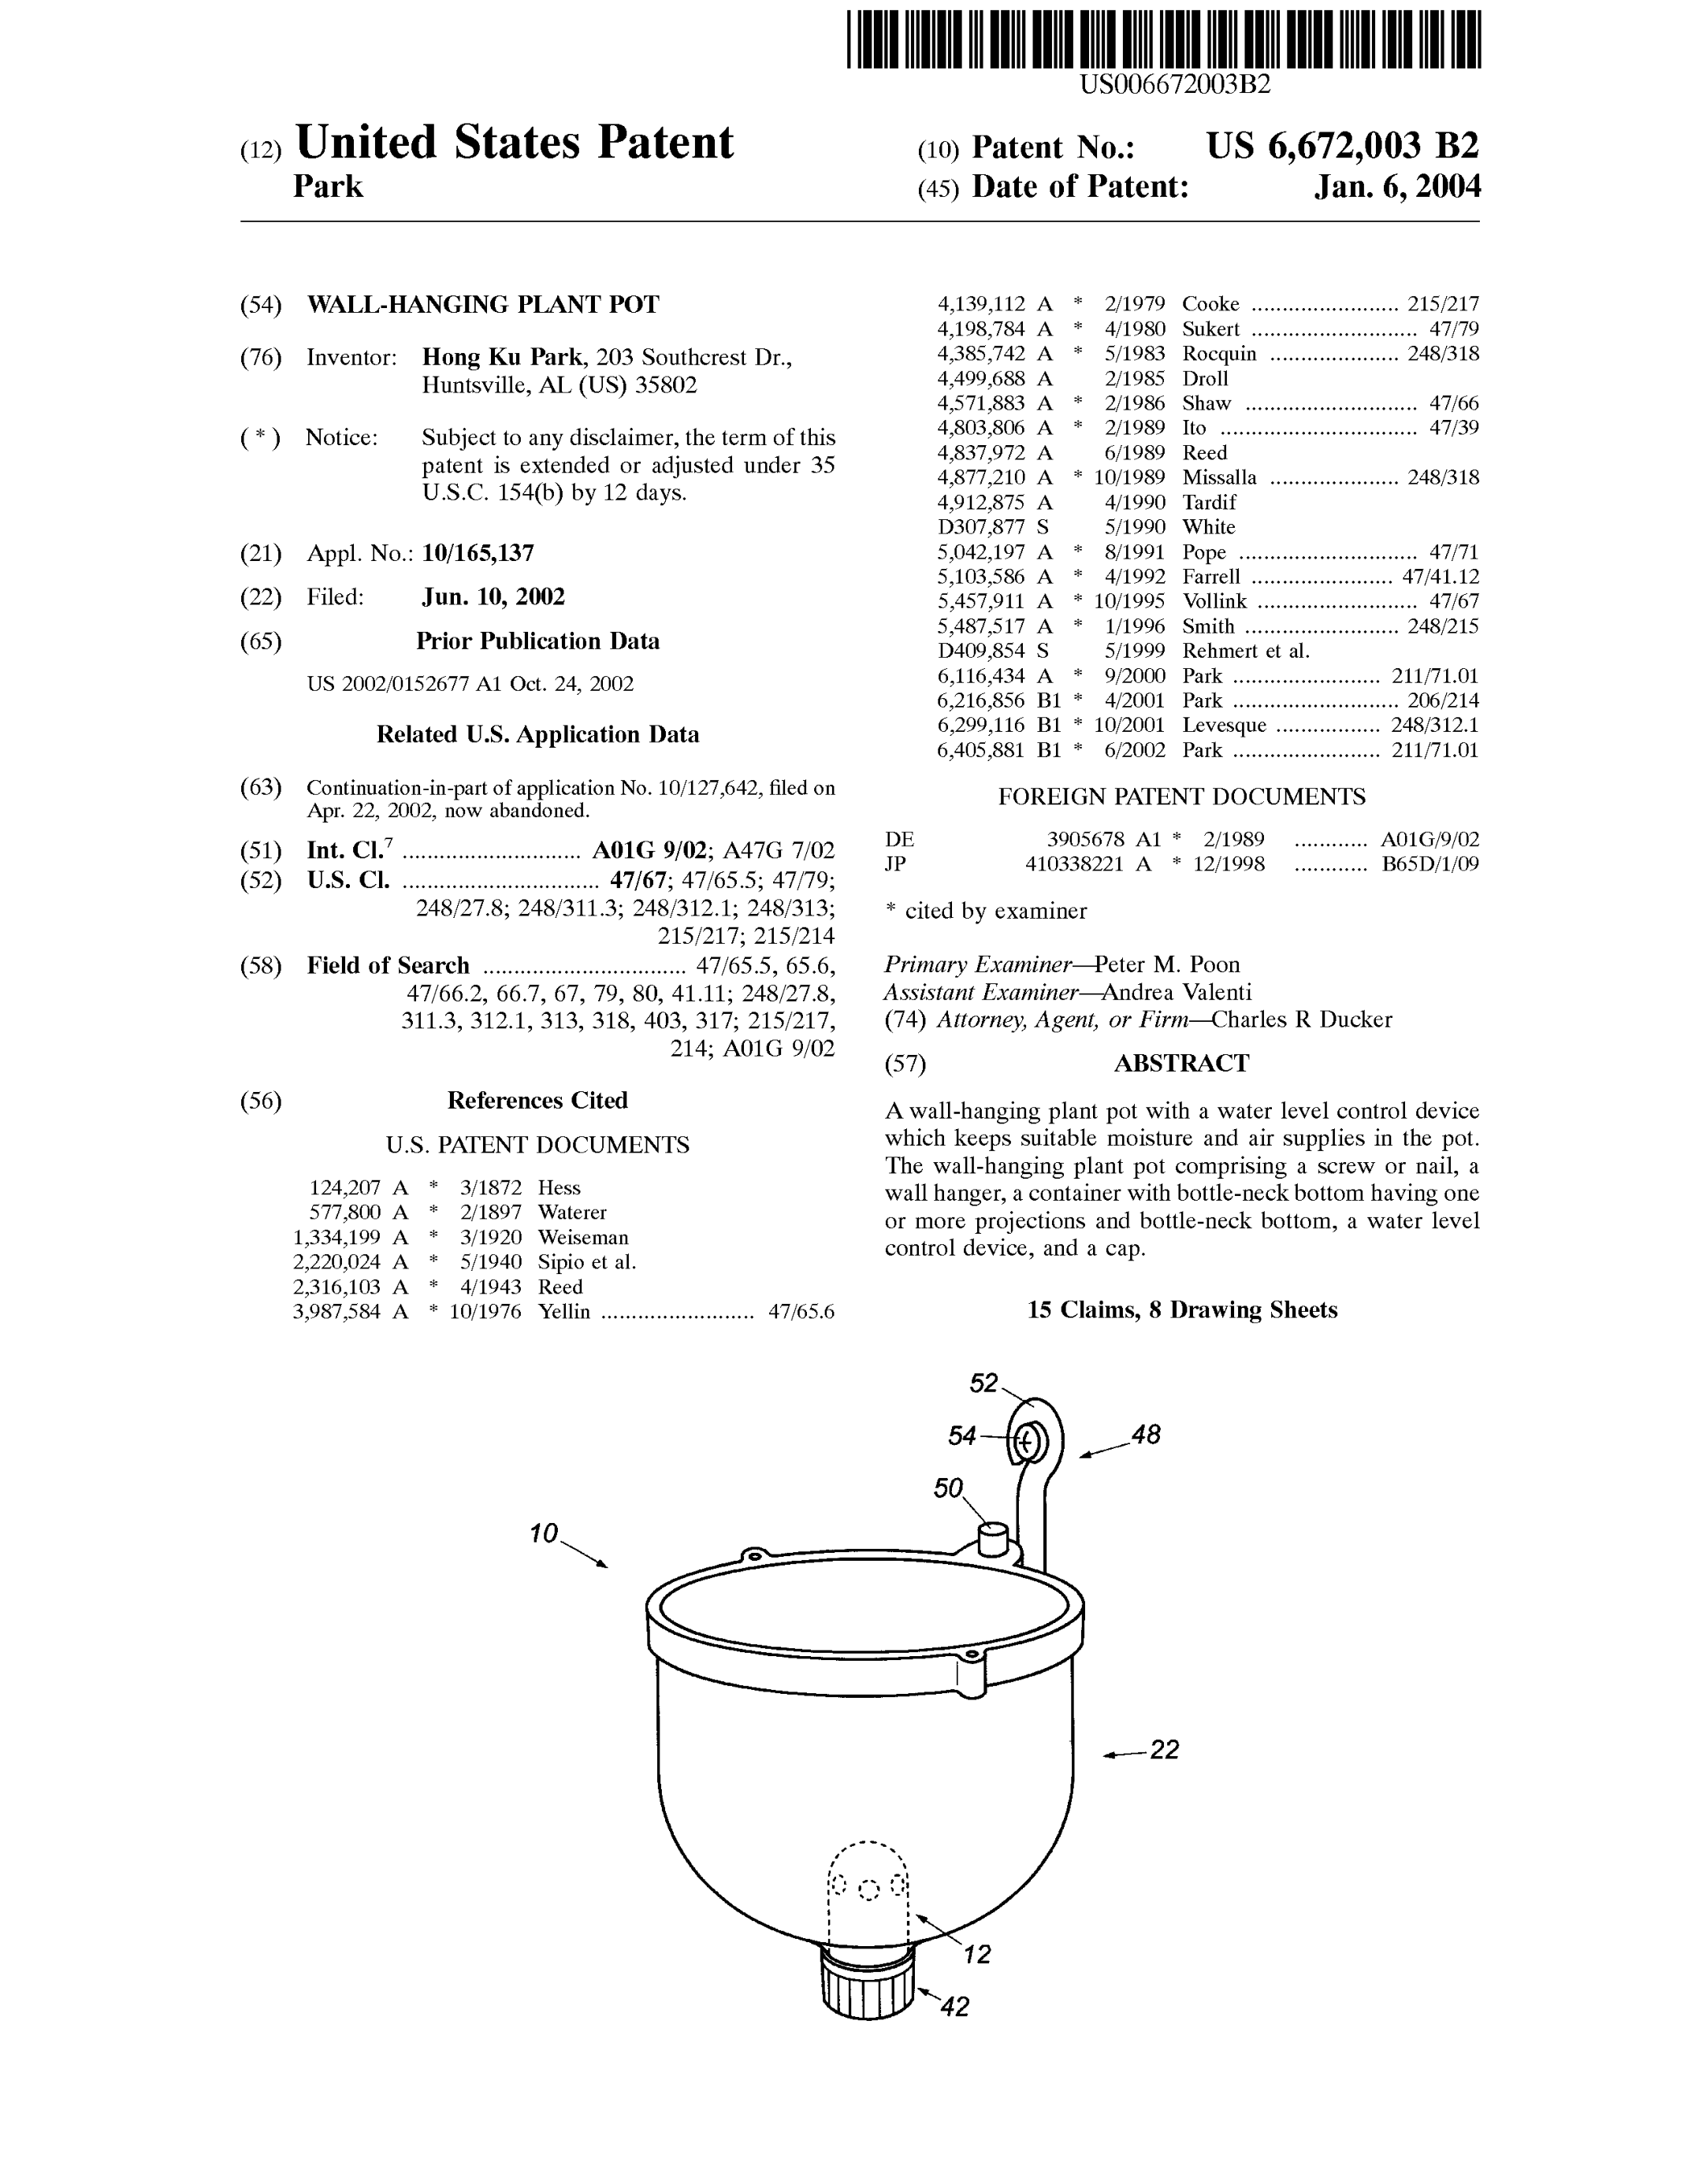 US006672003B2
(12) United States Patent
Park
(10) Patent No.: US 6,672,003 B2
(45) Date of Patent: Jan. 6, 2004
(54) WALL-HANGING PLANT POT
(76) Inventor: Hong Ku Park, 203 Southcrest Dr.,
Huntsville, AL (US) 35802
( * ) Notice: Subject to any disclaimer, the term of this
patent is extended or adjusted under 35
U.S.C. 154(b) by 12 days.
(21) Appl. No.: 10/165,137
(22) Filed: Jun. 10, 2002
(65) Prior Publication Data
US 2002/0152677 A1 Oct. 24, 2002
Related U.S. Application Data
(63) Continuation-in-part of application No. 10/127,642, filed on
Apr. 22, 2002, now abandoned.
(51) Int. Cl.7 ............................. A01G 9/02; A47G 7/02
(52) U.S. Cl. ................................ 47/67; 47/65.5; 47/79;
248/27.8; 248/311.3; 248/312.1; 248/313;
215/217; 215/214
(58) Field of Search ................................. 47/65.5, 65.6,
47/66.2, 66.7, 67, 79, 80, 41.11; 248/27.8,
311.3, 312.1, 313, 318, 403, 317; 215/217,
214; A01G 9/02
(56) References Cited
U.S. PATENT DOCUMENTS
124,207 A * 3/1872 Hess
577,800 A * 2/1897 Waterer
1,334,199 A * 3/1920 Weiseman
2,220,024 A * 5/1940 Sipio et al.
2,316,103 A * 4/1943 Reed
3,987,584 A * 10/1976 Yellin ......................... 47/65.6
4,139,112 A * 2/1979 Cooke ........................ 215/217
4,198,784 A * 4/1980 Sukert ........................... 47/79
4,385,742 A * 5/1983 Rocquin ..................... 248/318
4,499,688 A 2/1985 Droll
4,571,883 A * 2/1986 Shaw ............................ 47/66
4,803,806 A * 2/1989 Ito ................................ 47/39
4,837,972 A 6/1989 Reed
4,877,210 A * 10/1989 Missalla ..................... 248/318
4,912,875 A 4/1990 Tardif
D307,877 S 5/1990 White
5,042,197 A * 8/1991 Pope ............................. 47/71
5,103,586 A * 4/1992 Farrell ....................... 47/41.12
5,457,911 A * 10/1995 Vollink .......................... 47/67
5,487,517 A * 1/1996 Smith ......................... 248/215
D409,854 S 5/1999 Rehmert et al.
6,116,434 A * 9/2000 Park ........................ 211/71.01
6,216,856 B1 * 4/2001 Park ............................ 206/214
6,299,116 B1 * 10/2001 Levesque ................. 248/312.1
6,405,881 B1 * 6/2002 Park ........................ 211/71.01
FOREIGN PATENT DOCUMENTS
DE 3905678 A1 * 2/1989 ............ A01G/9/02
JP 410338221 A * 12/1998 ............ B65D/1/09
* cited by examiner
Primary Examiner—Peter M. Poon
Assistant Examiner—Andrea Valenti
(74) Attorney, Agent, or Firm—Charles R Ducker
(57) ABSTRACT
A wall-hanging plant pot with a water level control device
which keeps suitable moisture and air supplies in the pot.
The wall-hanging plant pot comprising a screw or nail, a
wall hanger, a container with bottle-neck bottom having one
or more projections and bottle-neck bottom, a water level
control device, and a cap.
15 Claims, 8 Drawing Sheets
52
54
48
50
10
22
12
42